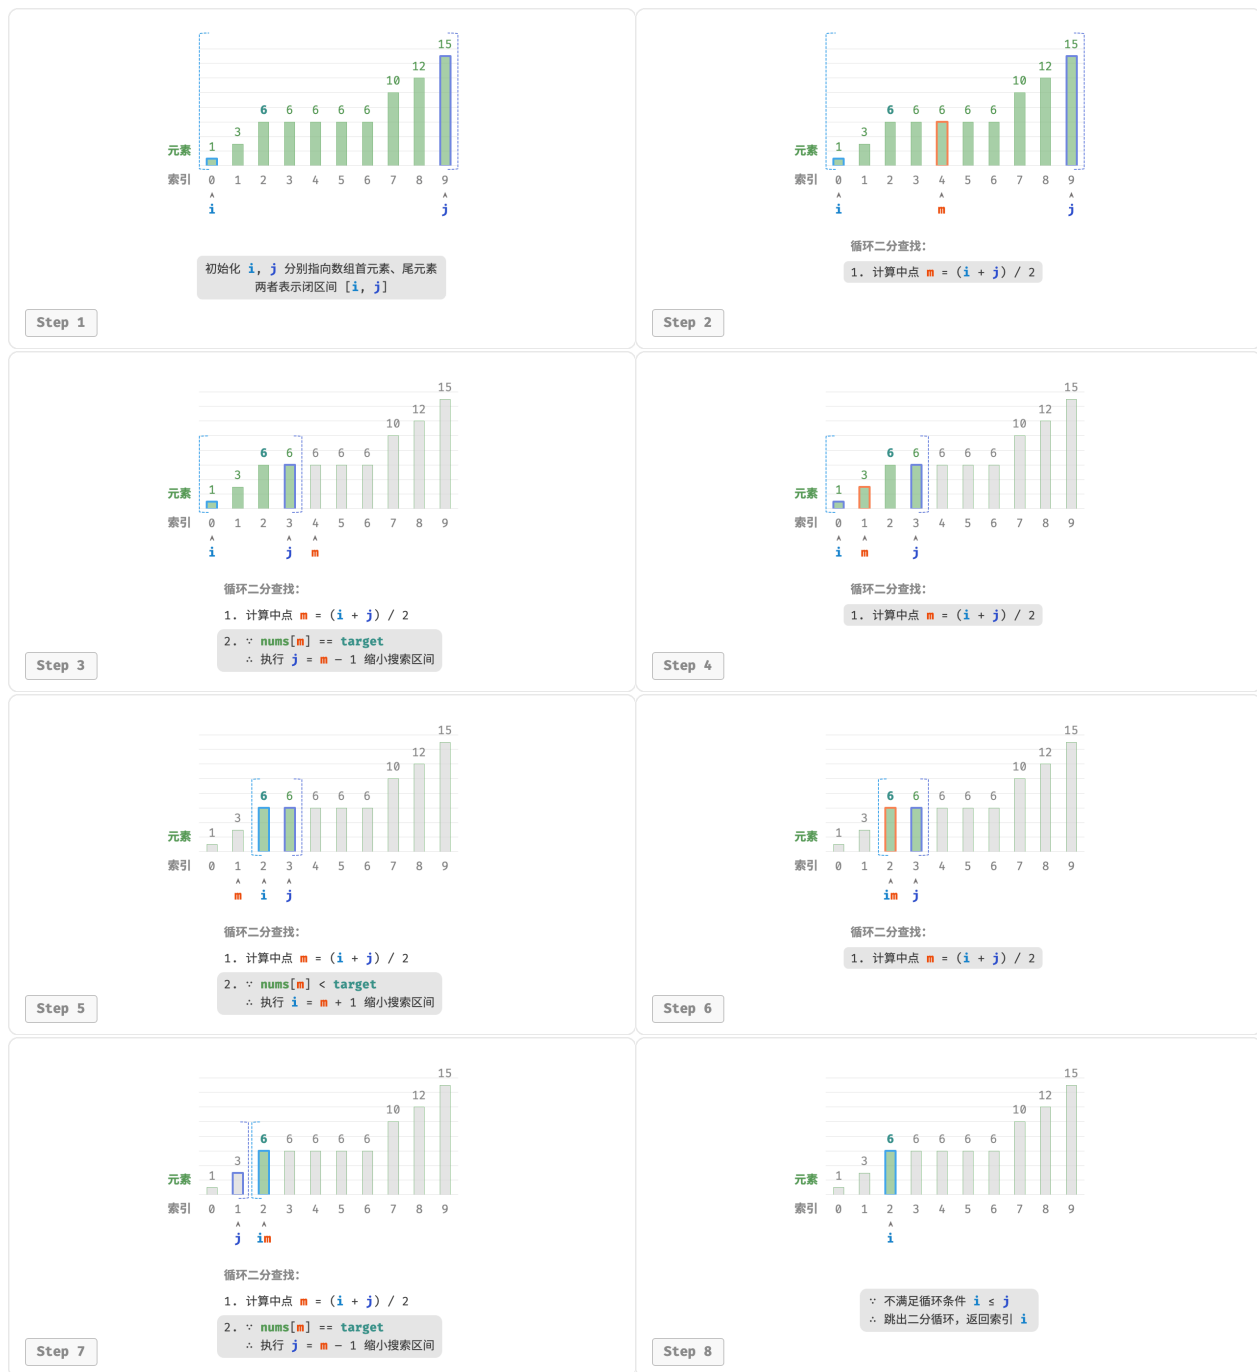 15
12
10
6 6 6 6 6
3
1
元素
索引 0 1 2 3 4 5 6 7 8 9
i j
初始化 i, j 分别指向数组首元素、尾元素
两者表示闭区间 [i, j]
Step 1
15
12
10
6 6 6 6 6
3
1
元素
索引 0 1 2 3 4 5 6 7 8 9
i m j
循环二分查找:
1. 计算中点 m = (i + j) / 2
Step 2
15
12
10
6 6 6 6 6
3
1
元素
索引 0 1 2 3 4 5 6 7 8 9
i j m
循环二分查找:
1. 计算中点 m = (i + j) / 2
2. ∵ nums[m] == target
∴ 执行 j = m − 1 缩小搜索区间
Step 3
15
12
10
6 6 6 6 6
3
1
元素
索引 0 1 2 3 4 5 6 7 8 9
i m j
循环二分查找:
1. 计算中点 m = (i + j) / 2
Step 4
15
12
10
6 6 6 6 6
3
1
元素
索引 0 1 2 3 4 5 6 7 8 9
m i j
循环二分查找:
1. 计算中点 m = (i + j) / 2
2. ∵ nums[m] < target
∴ 执行 i = m + 1 缩小搜索区间
Step 5
15
12
10
6 6 6 6 6
3
1
元素
索引 0 1 2 3 4 5 6 7 8 9
im j
循环二分查找:
1. 计算中点 m = (i + j) / 2
Step 6
15
12
10
6 6 6 6 6
3
1
元素
索引 0 1 2 3 4 5 6 7 8 9
j im
循环二分查找:
1. 计算中点 m = (i + j) / 2
2. ∵ nums[m] == target
∴ 执行 j = m − 1 缩小搜索区间
Step 7
15
12
10
6 6 6 6 6
3
1
元素
索引 0 1 2 3 4 5 6 7 8 9
i
∵ 不满足循环条件 i ≤ j
∴ 跳出二分循环，返回索引 i
Step 8